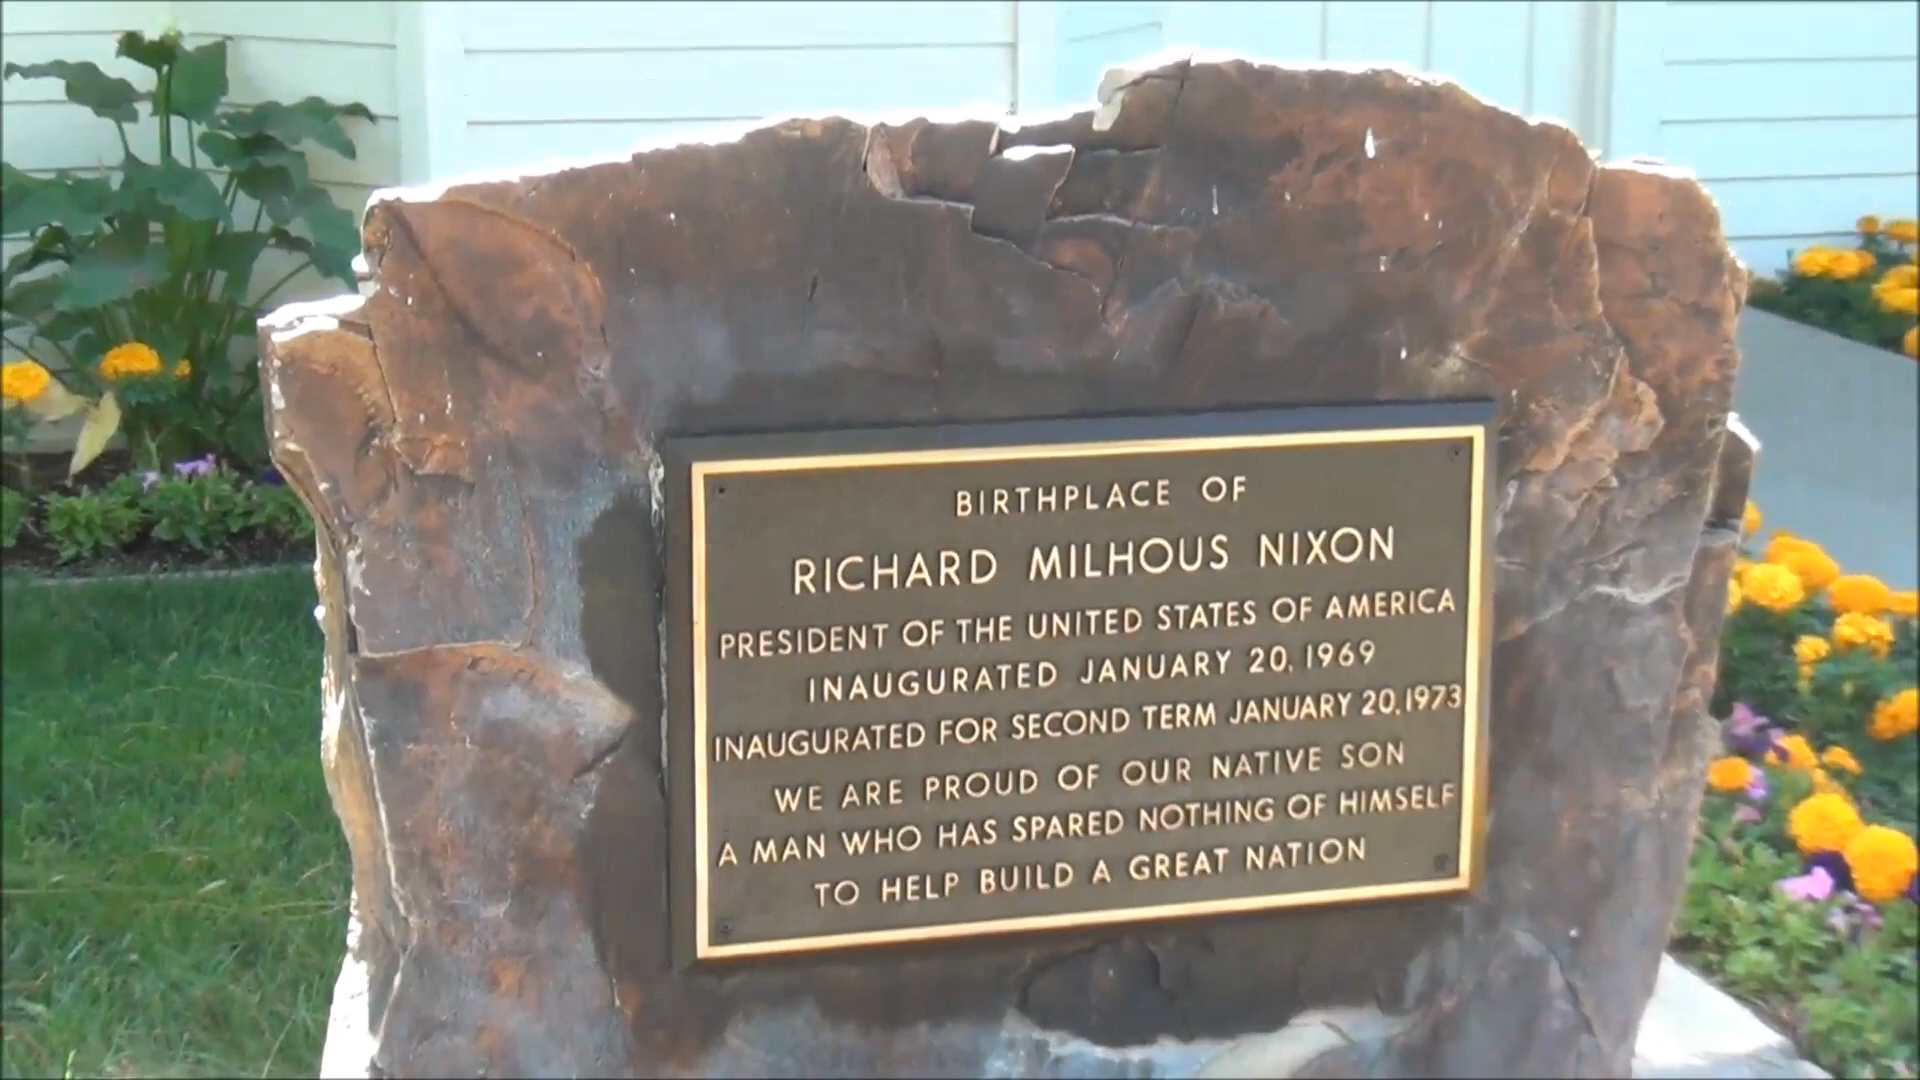 BIRTHPLACE OF
RICHARD MILHOUS NIXON
PRESIDENT OF THE UNITED STATES OF AMERICA
INAUGURATED JANUARY 20, 1969
INAUGURATED FOR SECOND TERM JANUARY 20, 1973
WE ARE PROUD OF OUR NATIVE SON
A MAN WHO HAS SPARED NOTHING OF HIMSELF
TO HELP BUILD A GREAT NATION